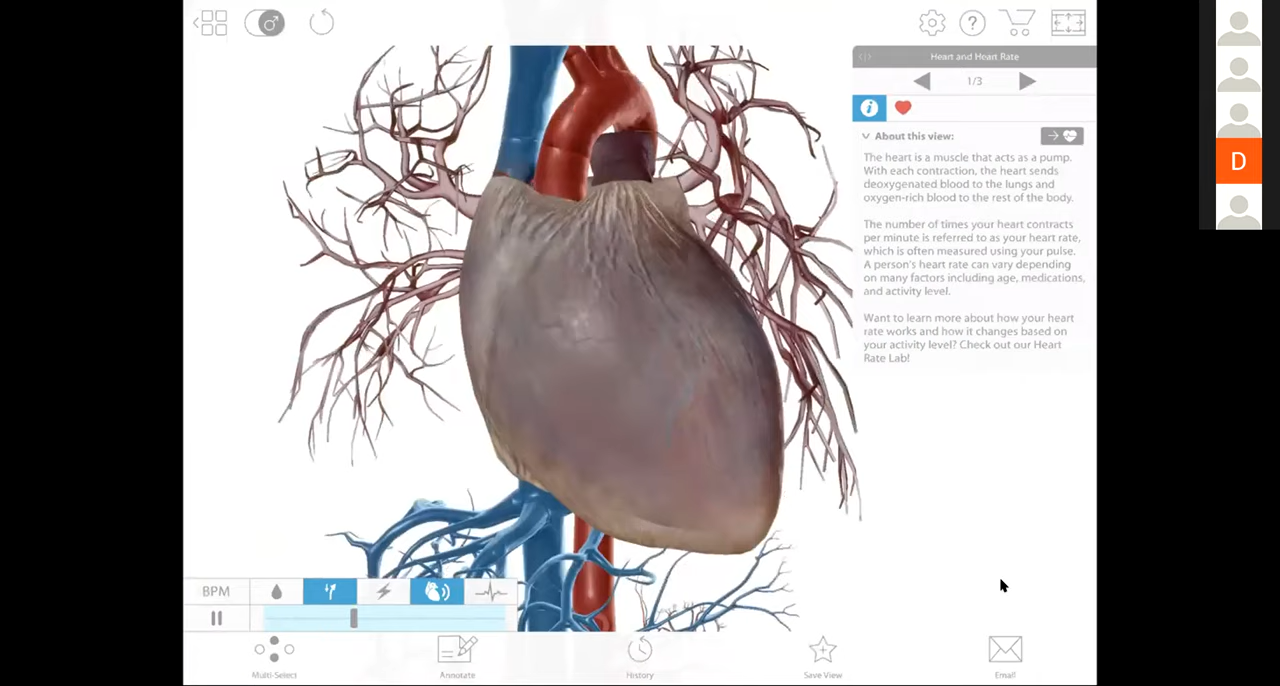 Heart and Heart Rate
1/3
D
About this view:
The heart is a muscle that acts as a pump.
With each contraction, the heart sends
deoxygenated blood to the lungs and
oxygen-rich blood to the rest of the body.
The number of times your heart contracts
per minute is referred to as your heart rate,
which is often measured using your pulse.
A person's heart rate can vary depending
on many factors including age, medications,
and activity level.
Want to learn more about how your heart
rate works and how it changes based on
your activity level? Check out our Heart
Rate Lab!
BPM
Multi-Select
Annotate
History
Save View
Email